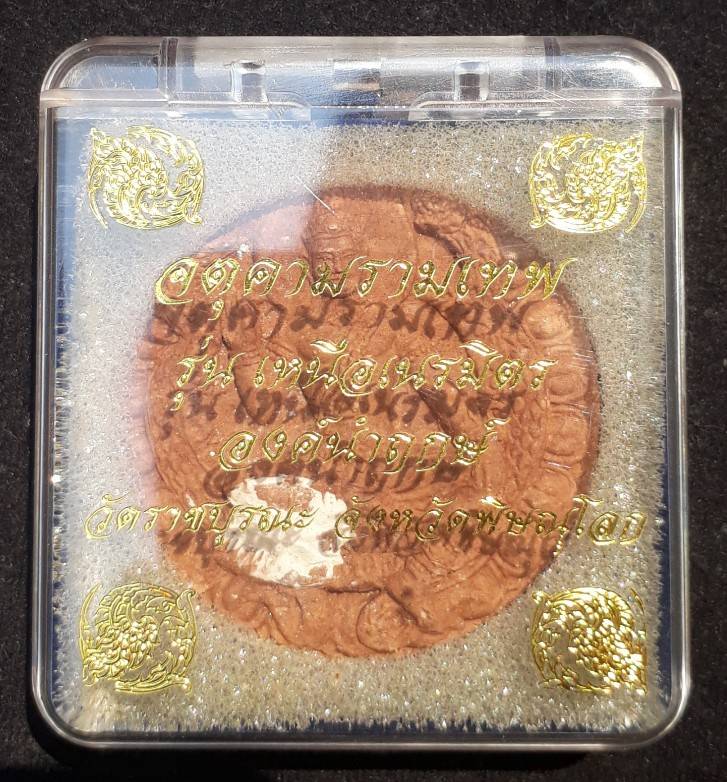 จตุคามรามเทพ
รุ่น เหนือเนรมิตร
องค์นำฤกษ์
วัดราชบูรณะ จังหวัดพิษณุโลก